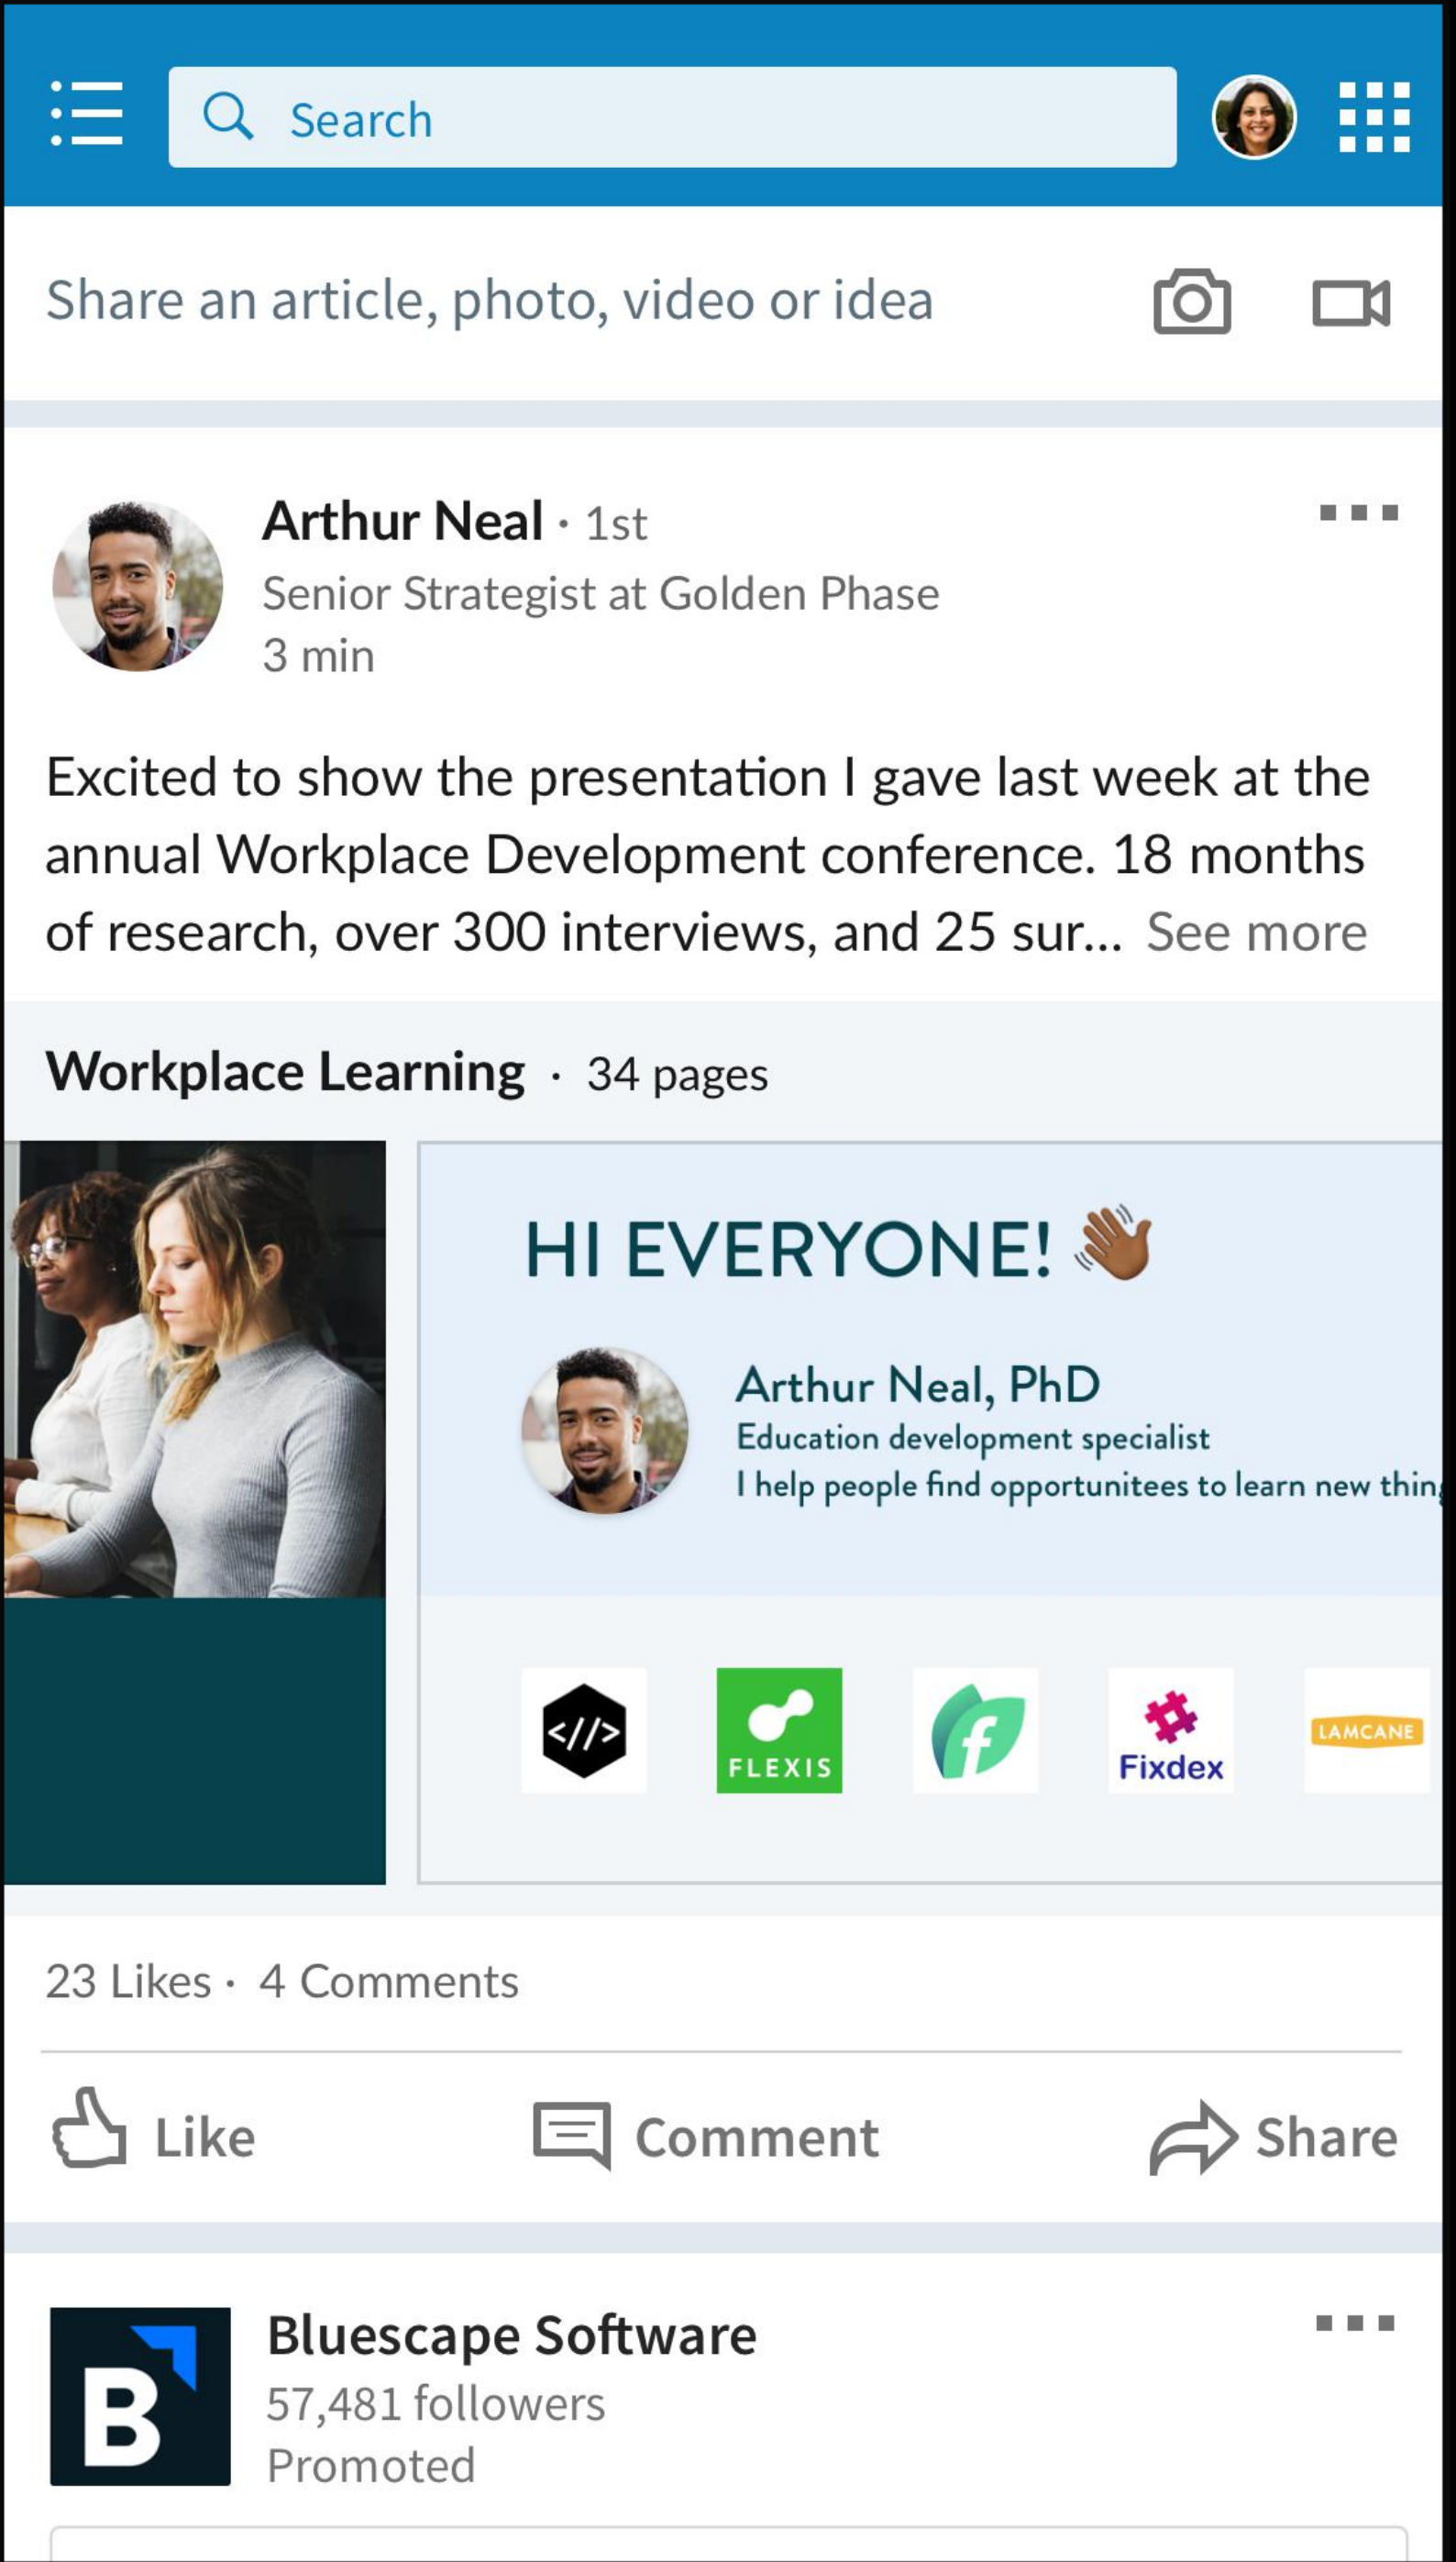 Search
Share an article, photo, video or idea
Arthur Neal · 1st
Senior Strategist at Golden Phase
3 min
Excited to show the presentation I gave last week at the
annual Workplace Development conference. 18 months
of research, over 300 interviews, and 25 sur... See more
Workplace Learning · 34 pages
HI EVERYONE! 👋🏾
Arthur Neal, PhD
Education development specialist
I help people find opportunitees to learn new thin
</>
FLEXIS
f
Fixdex
LAMCANE
23 Likes · 4 Comments
Like Comment Share
Bluescape Software
B
57,481 followers
Promoted